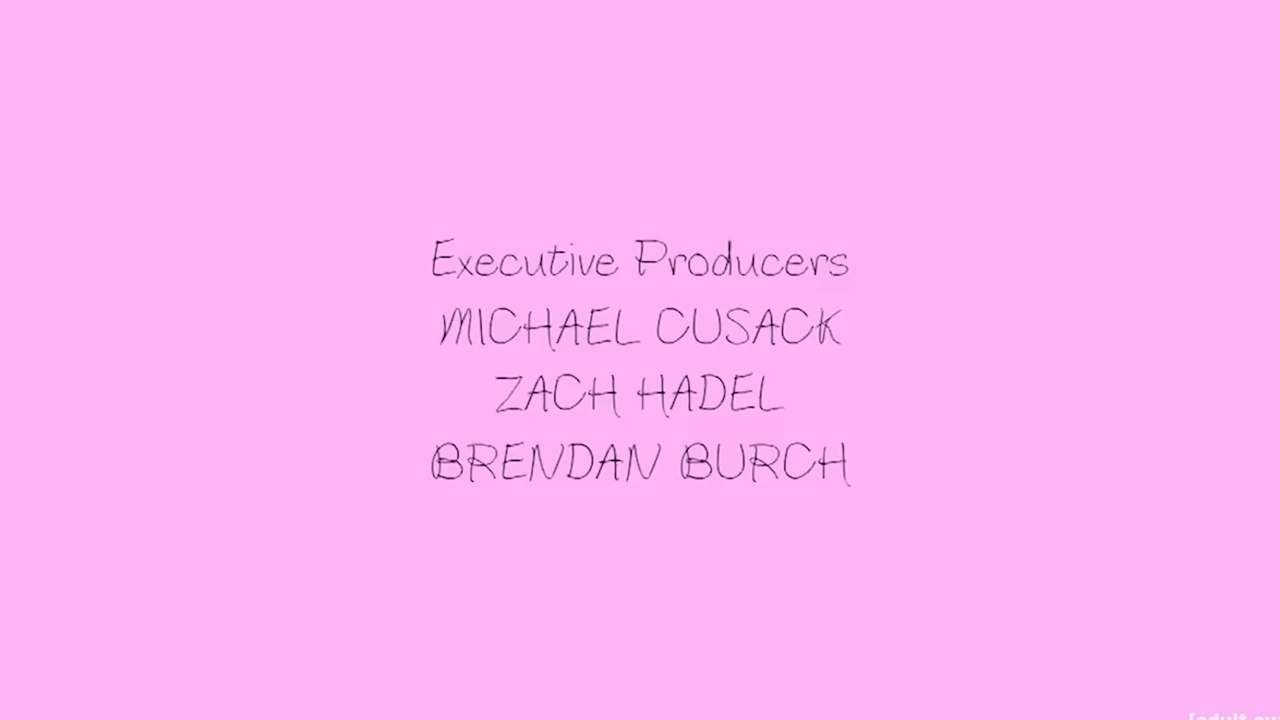 Executive Producers
MICHAEL CUSACK
ZACH HADEL
BRENDAN BURCH